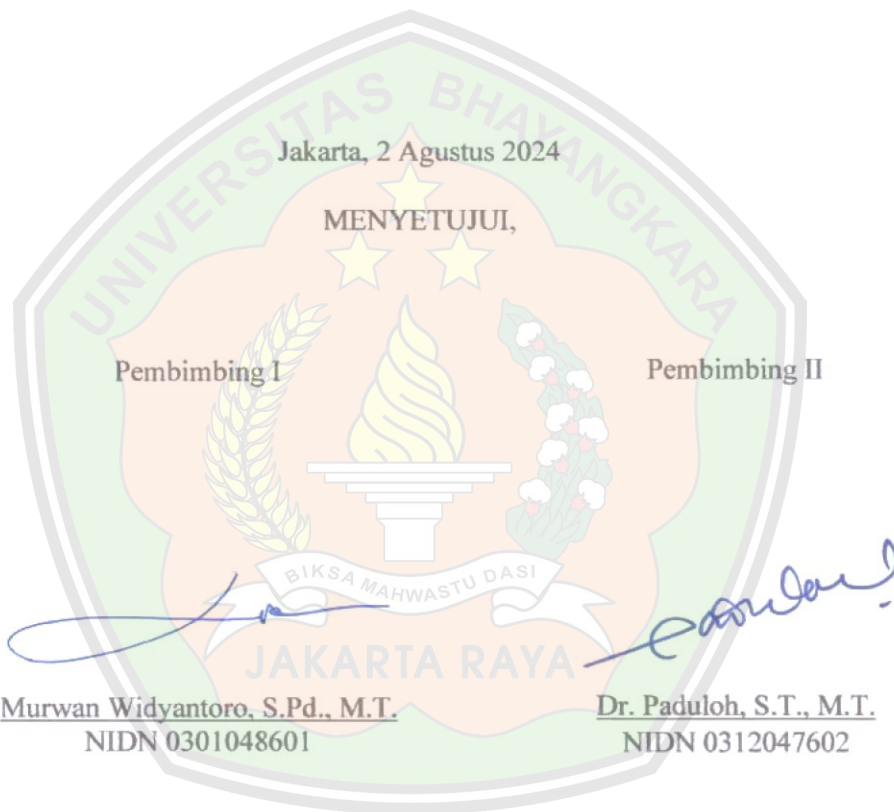 UNIVERSITAS BHAYANGKARA
Jakarta, 2 Agustus 2024
MENYETUJUI,
Pembimbing I Pembimbing II
BIKSA MAHWASTU DASI
JAKARTA RAYA
Murwan Widyantoro, S.Pd., M.T. Dr. Paduloh, S.T., M.T.
NIDN 0301048601 NIDN 0312047602